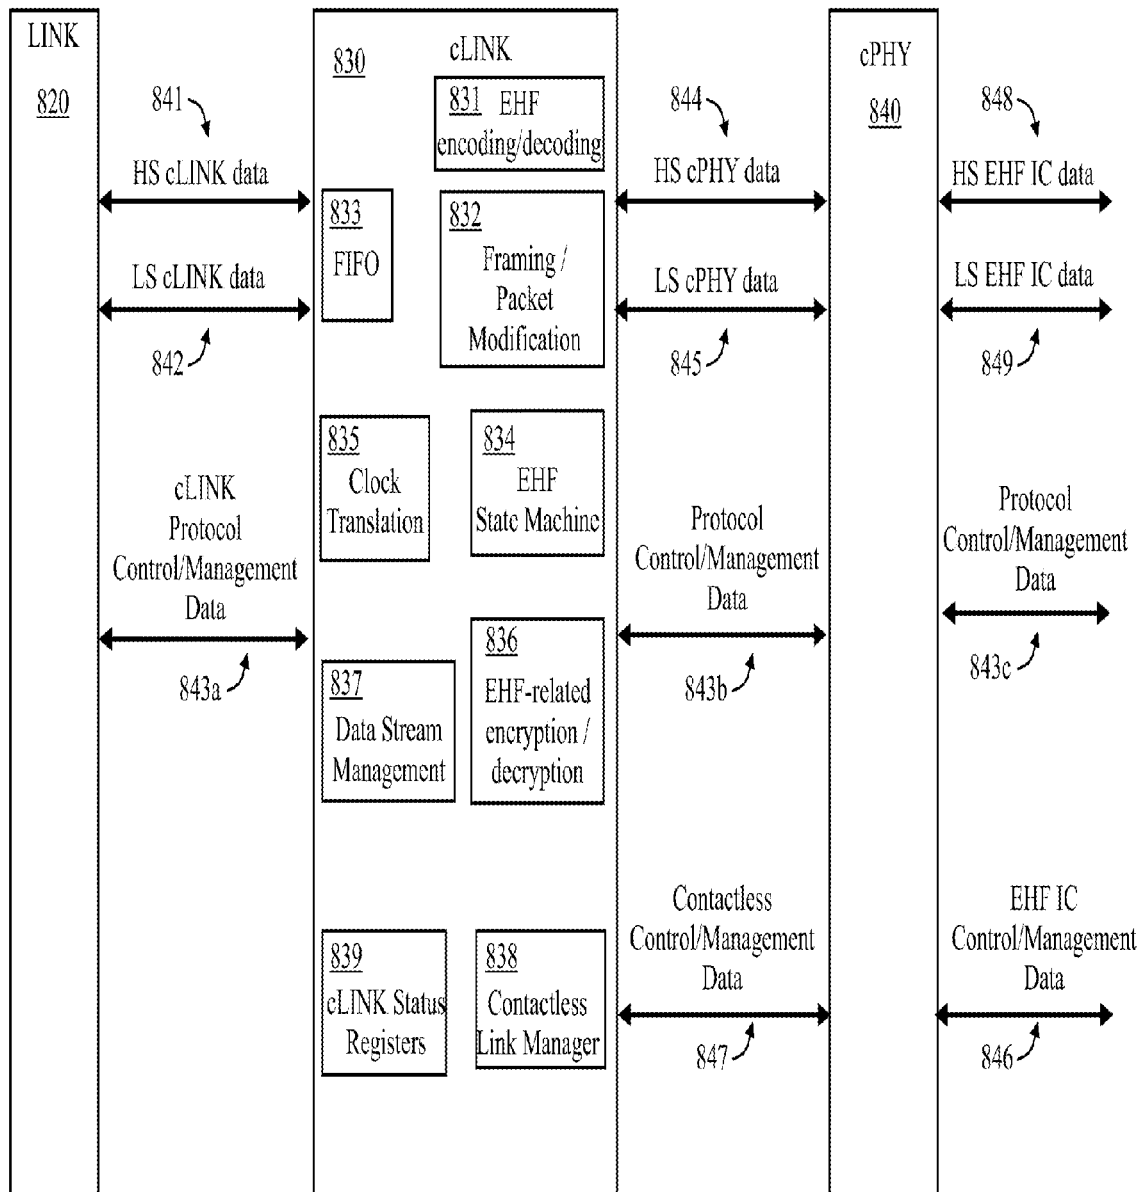 LINK
820
830
cLINK
cPHY
840
831
EHF
encoding/decoding
841
HS cLINK data
844
HS cPHY data
848
HS EHF IC data
833
FIFO
832
Framing /
Packet
Modification
LS cLINK data
842
LS cPHY data
845
LS EHF IC data
849
835
Clock
Translation
834
EHF
State Machine
cLINK
Protocol
Control/Management
Data
843a
Protocol
Control/Management
Data
843b
Protocol
Control/Management
Data
843c
837
Data Stream
Management
836
EHF-related
encryption /
decryption
839
cLINK Status
Registers
838
Contactless
Link Manager
Contactless
Control/Management
Data
847
EHF IC
Control/Management
Data
846